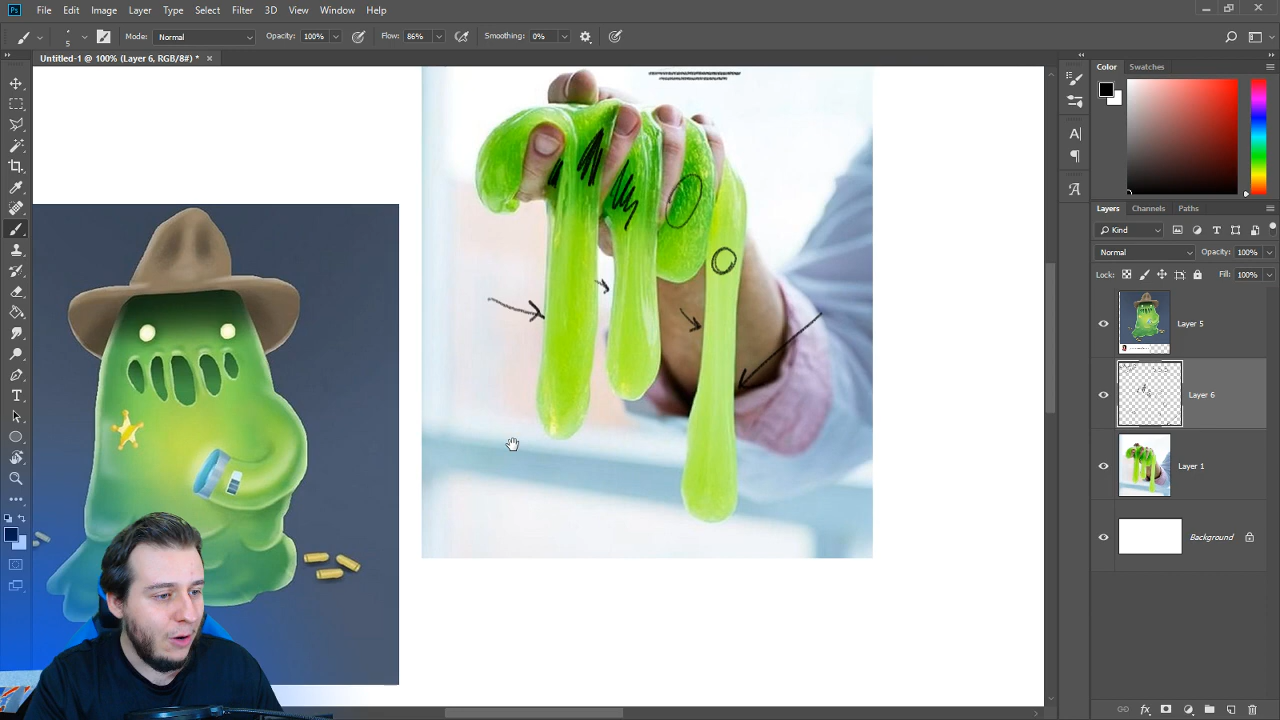 Ps File Edit Image Layer Type Select Filter 3D View Window Help
5 Mode: Normal Opacity: 100% Flow: 86% Smoothing: 0%
Untitled-1 @ 100% (Layer 6, RGB/8#) * ×
Color Swatches
Layers Channels Paths
Kind
Normal Opacity: 100%
Lock: Fill: 100%
Layer 5
Layer 6
Layer 1
Background